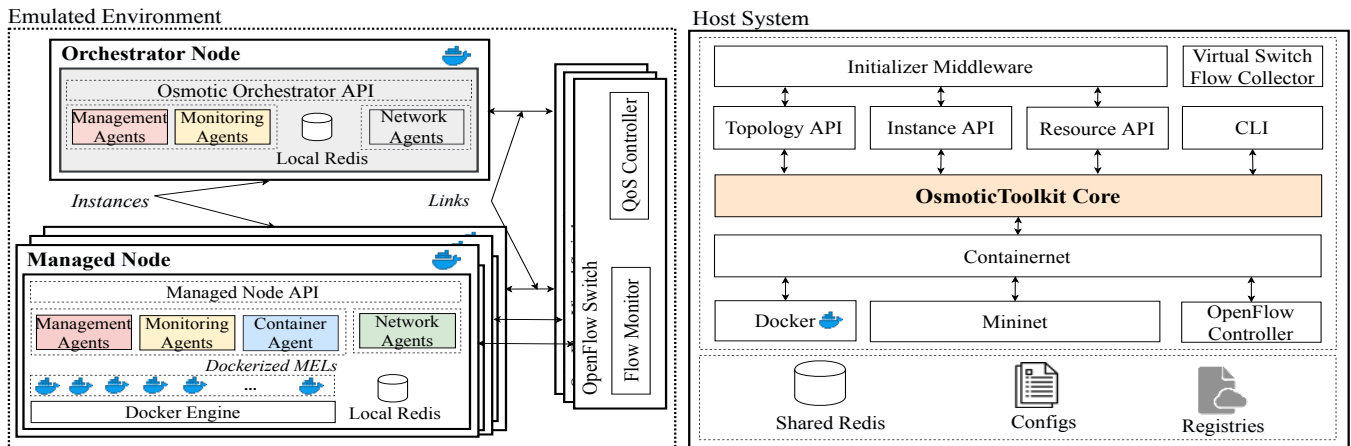 Emulated Environment
Orchestrator Node
Osmotic Orchestrator API
Management Agents
Monitoring Agents
Local Redis
Network Agents
Instances
Links
Managed Node
Managed Node API
Management Agents
Monitoring Agents
Container Agent
Network Agents
Dockerized MELs
...
Docker Engine
Local Redis
OpenFlow Switch
QoS Controller
Flow Monitor
Host System
Initializer Middleware
Virtual Switch
Flow Collector
Topology API
Instance API
Resource API
CLI
OsmoticToolkit Core
Containernet
Docker
Mininet
OpenFlow
Controller
Shared Redis
Configs
Registries